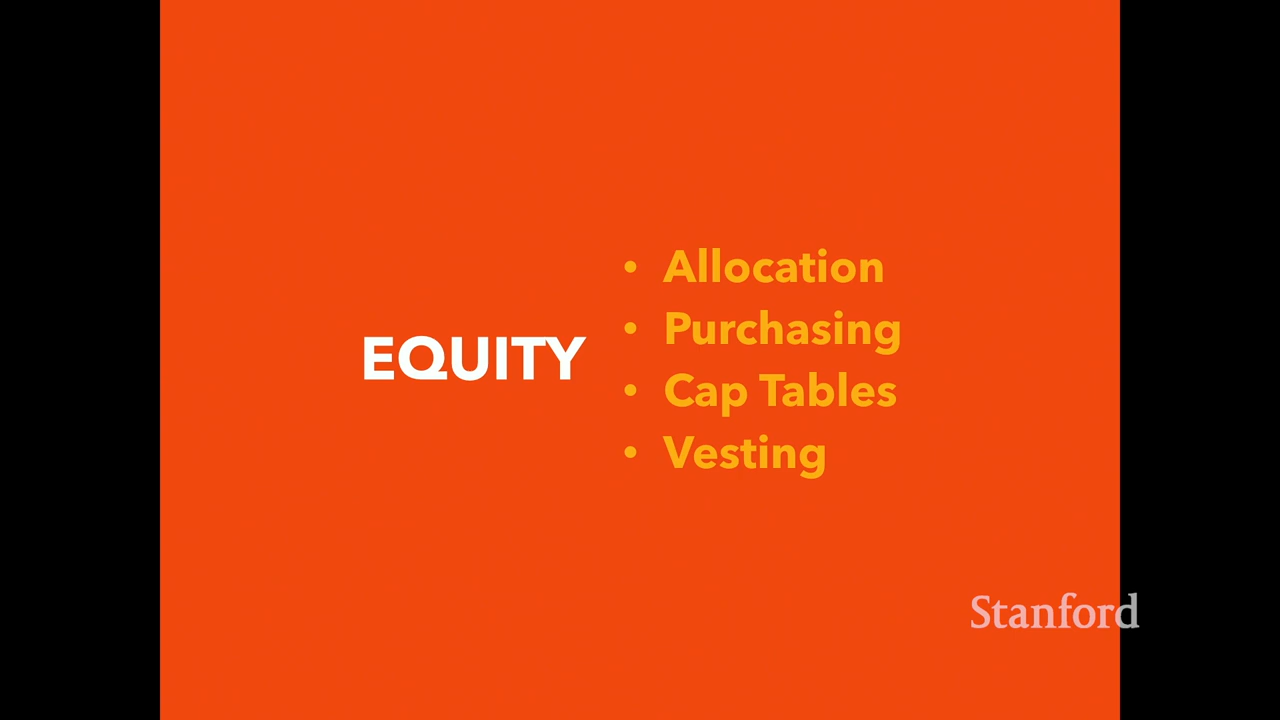 EQUITY
• Allocation
• Purchasing
• Cap Tables
• Vesting
Stanford